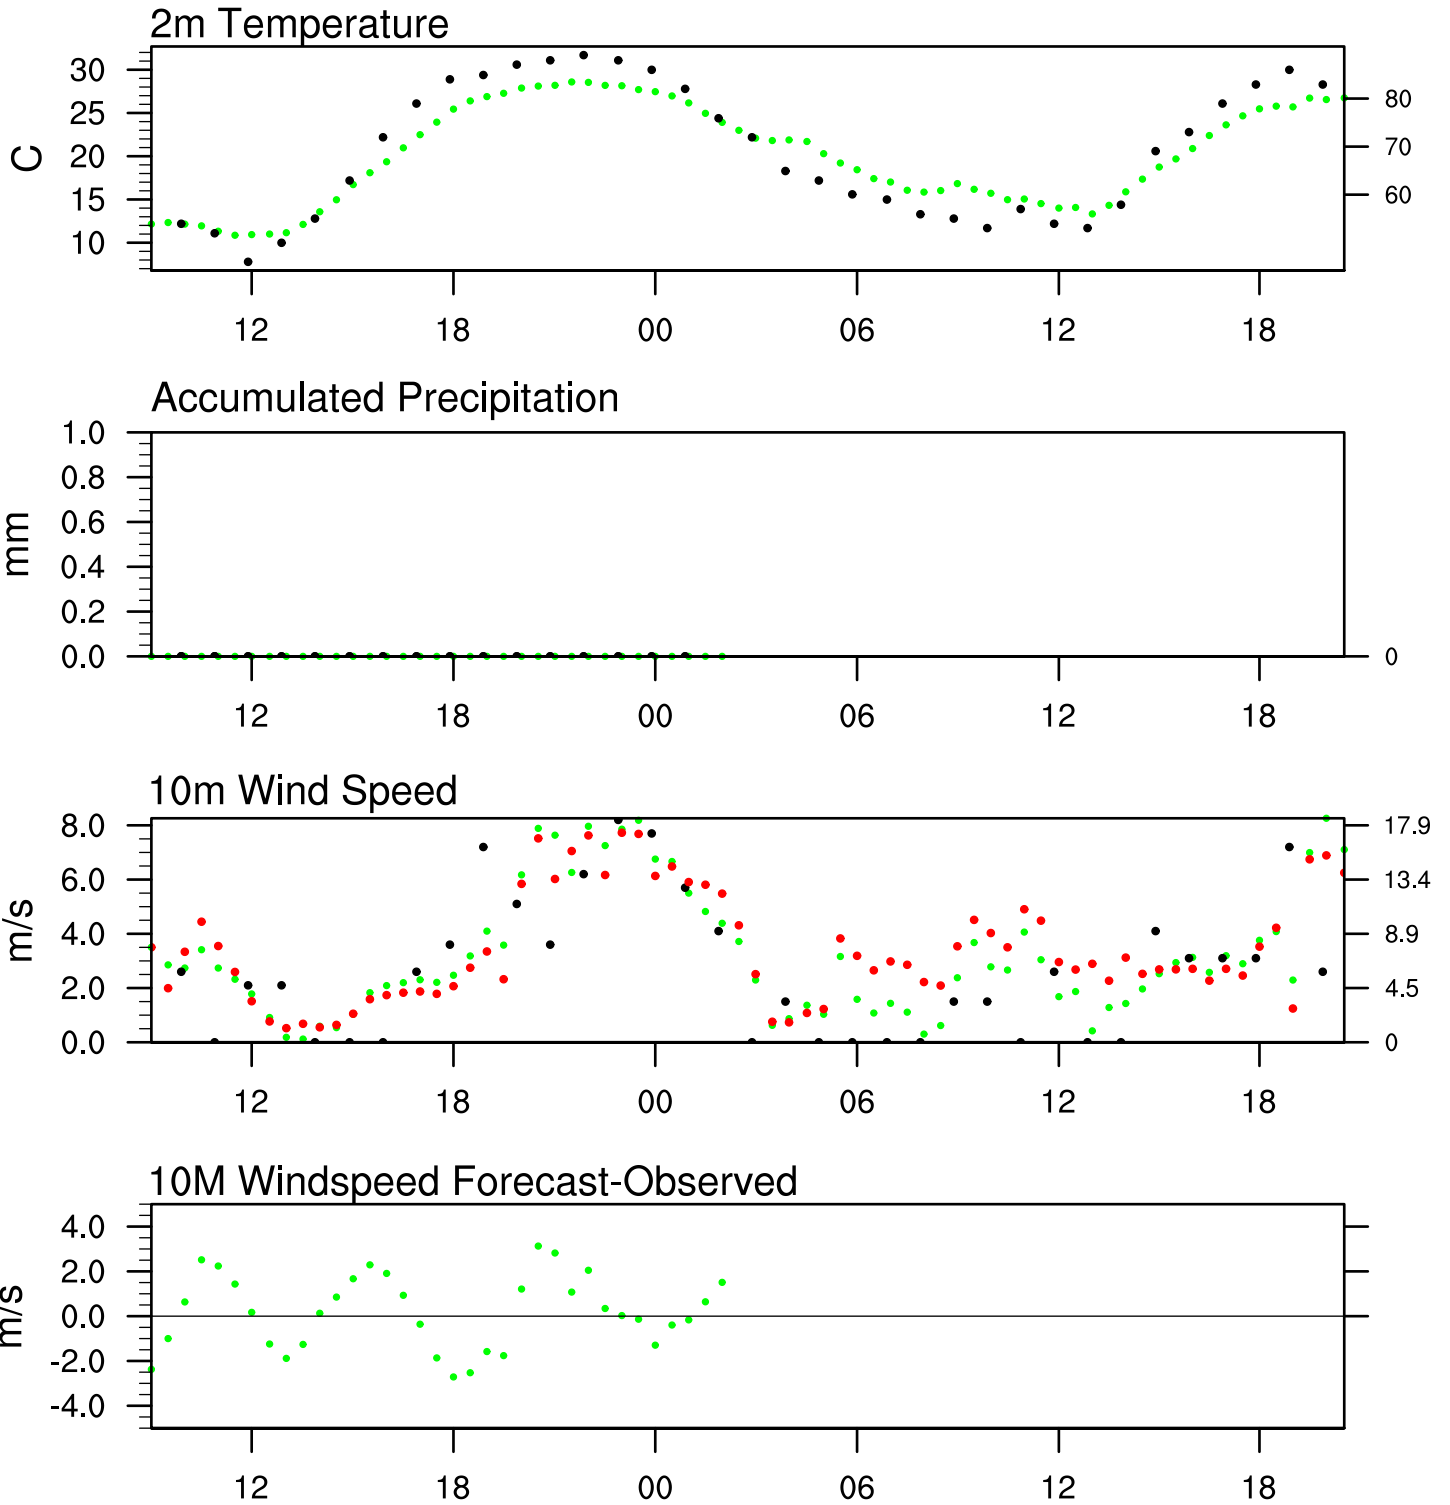 2m Temperature
30
25
20
15
10
80
70
60
C
12 18 00 06 12 18
Accumulated Precipitation
1.0
0.8
0.6
0.4
0.2
0.0
0
mm
12 18 00 06 12 18
10m Wind Speed
8.0
6.0
4.0
2.0
0.0
17.9
13.4
8.9
4.5
0
m/s
12 18 00 06 12 18
10M Windspeed Forecast-Observed
4.0
2.0
0.0
-2.0
-4.0
m/s
12 18 00 06 12 18